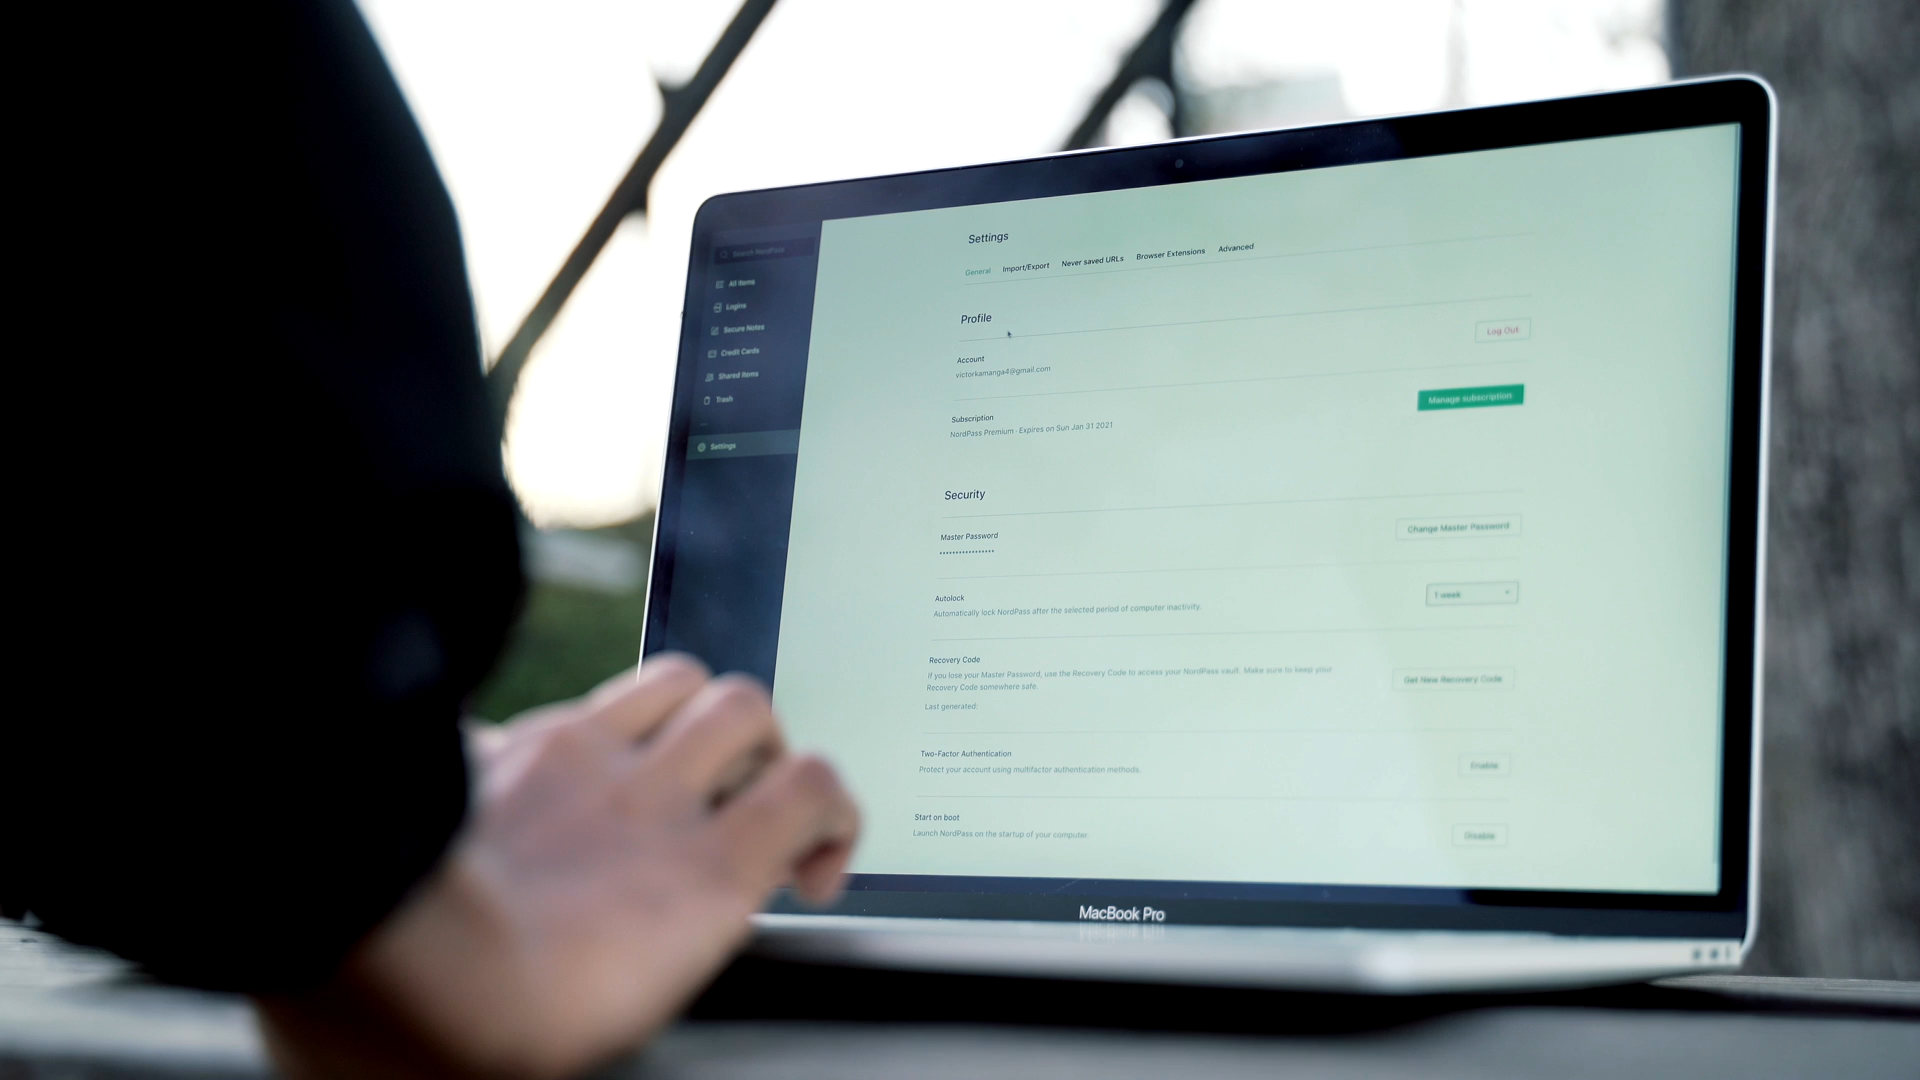 Search NordPass
All Items
Logins
Secure Notes
Credit Cards
Shared Items
Trash
Settings
Settings
General Import/Export Never saved URLs Browser Extensions Advanced
Profile
Log Out
Account
victorkamanga4@gmail.com
Manage subscription
Subscription
NordPass Premium - Expires on Sun Jan 31 2021
Security
Change Master Password
Master Password
•••••••••••••••••
Autolock
1 week
Automatically lock NordPass after the selected period of computer inactivity.
Recovery Code
If you lose your Master Password, use the Recovery Code to access your NordPass vault. Make sure to keep your
Recovery Code somewhere safe.
Get New Recovery Code
Last generated:
Two-Factor Authentication
Protect your account using multifactor authentication methods.
Enable
Start on boot
Launch NordPass on the startup of your computer.
Disable
MacBook Pro